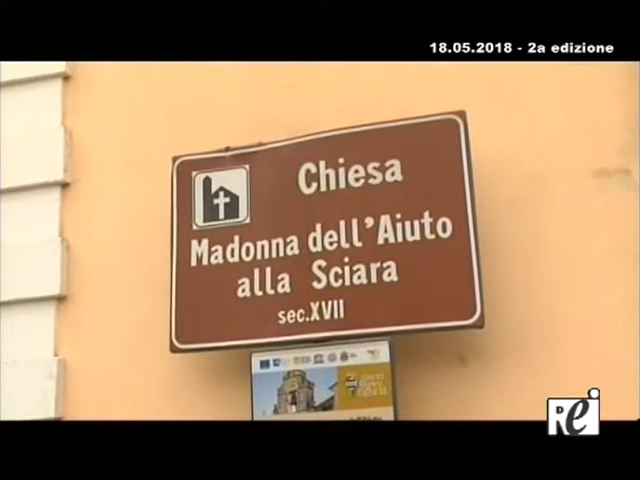 18.05.2018 - 2a edizione
Chiesa
Madonna dell'Aiuto
alla Sciara
sec.XVII
Rei